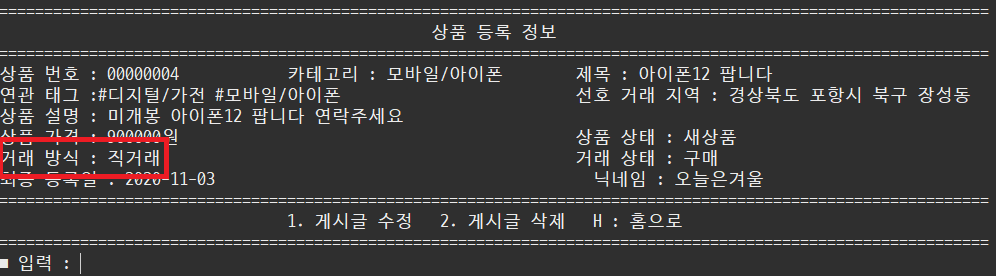 상품 등록 정보
상품 번호 : 00000004 카테고리 : 모바일/아이폰 제목 : 아이폰12 팝니다
연관 태그 :#디지털/가전 #모바일/아이폰 선호 거래 지역 : 경상북도 포항시 북구 장성동
상품 설명 : 미개봉 아이폰12 팝니다 연락주세요
상품 가격 : 900000원 상품 상태 : 새상품
거래 방식 : 직거래 거래 상태 : 구매
최종 등록일 : 2020-11-03 닉네임 : 오늘은겨울
1. 게시글 수정 2. 게시글 삭제 H : 홈으로
■ 입력 :